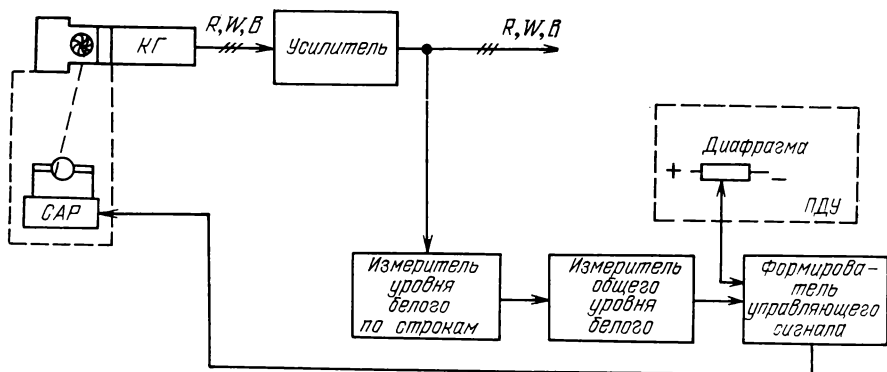 R, W, B
КГ
Усилитель
R, W, B
Диафрагма
+
–
ПДУ
САР
Измеритель
уровня
белого
по строкам
Измеритель
общего
уровня
белого
Формирова-
тель
управляющего
сигнала